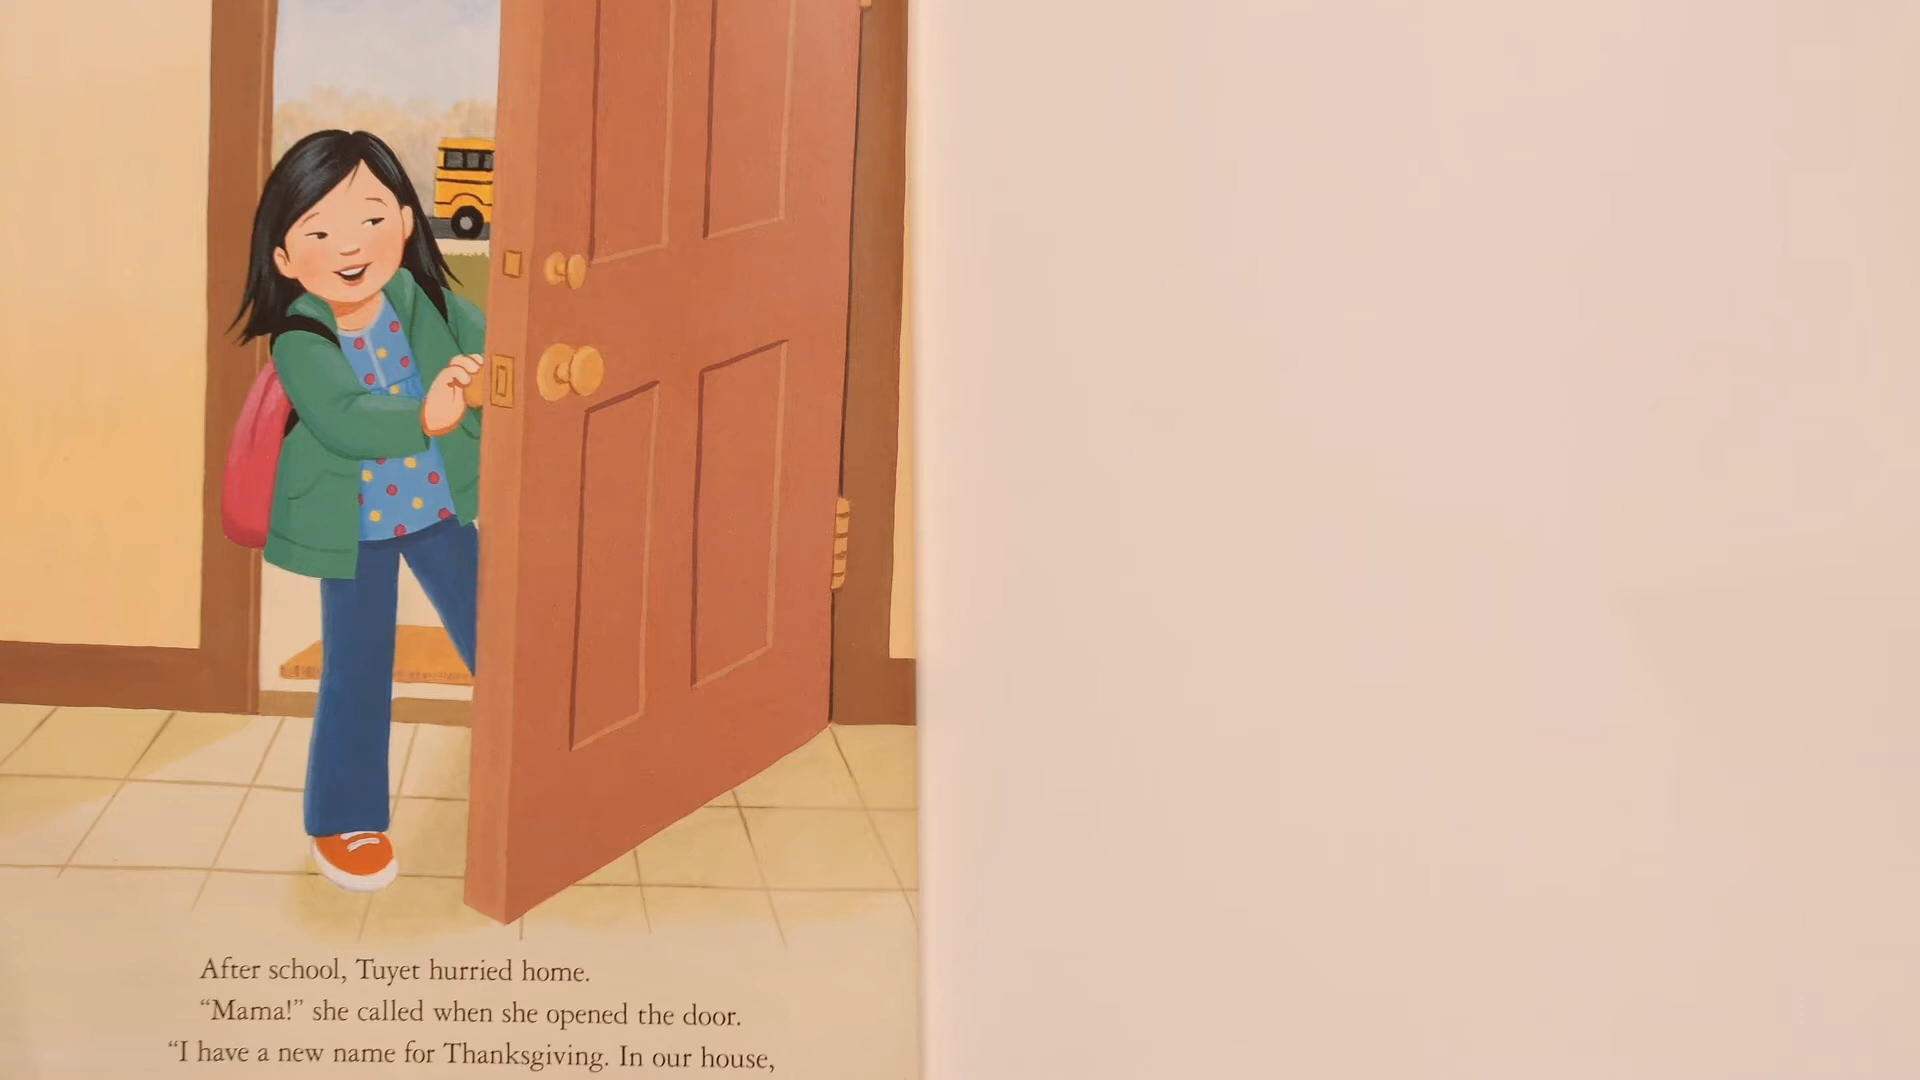 After school, Tuyet hurried home.
“Mama!” she called when she opened the door.
“I have a new name for Thanksgiving. In our house,